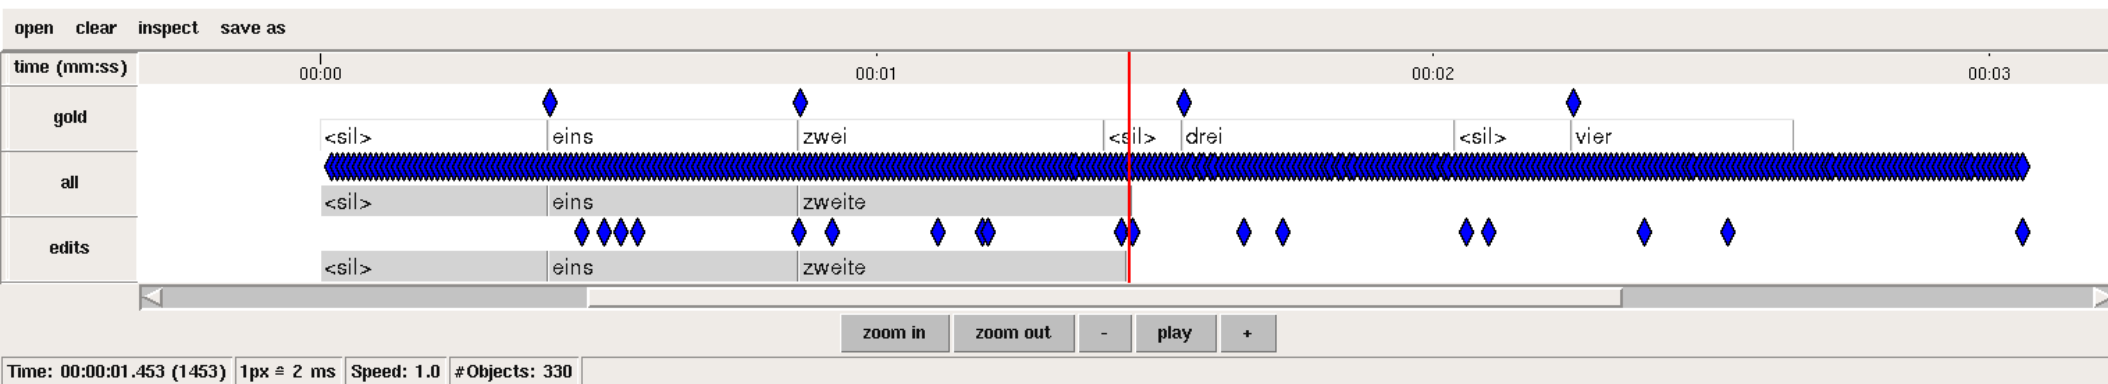 open clear inspect save as
time (mm:ss) 00:00 00:01 00:02 00:03
gold
<sil> eins zwei <sil> drei <sil> vier
all
<sil> eins zweite
edits
<sil> eins zweite
zoom in zoom out - play +
Time: 00:00:01.453 (1453) 1px ≙ 2 ms Speed: 1.0 #Objects: 330